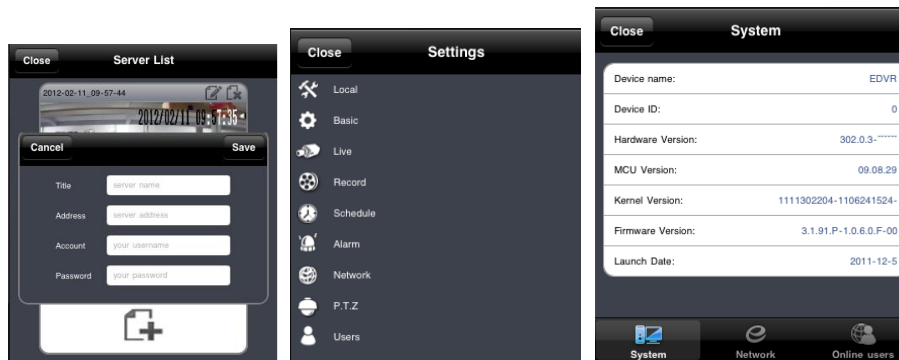 Close Server List
2012-02-11_09-57-44
2012/02/11 09:57:35
Cancel Save
Title server name
Address server address
Account your username
Password your password
Close Settings
Local
Basic
Live
Record
Schedule
Alarm
Network
P.T.Z
Users
Close System
Device name: EDVR
Device ID: 0
Hardware Version: 302.0.3-
MCU Version: 09.08.29
Kernel Version: 1111302204-1106241524-
Firmware Version: 3.1.91.P-1.0.6.0.F-00
Launch Date: 2011-12-5
System Network Online users